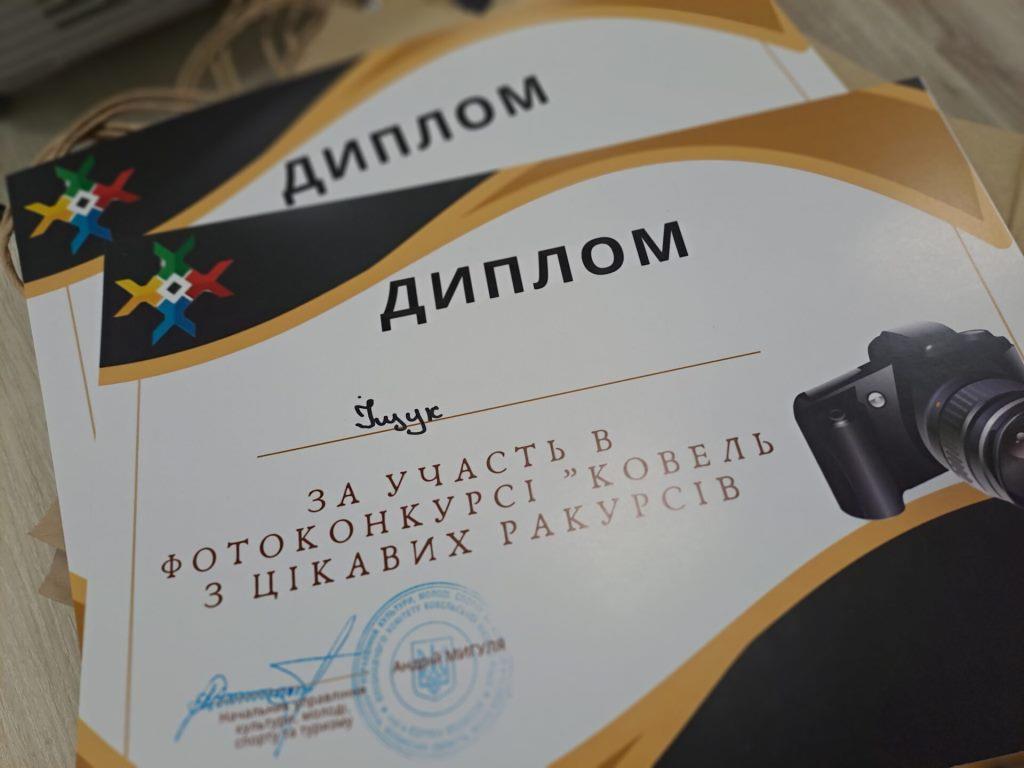 ДИПЛОМ
ДИПЛОМ
Іщук
ЗА УЧАСТЬ В
ФОТОКОНКУРСІ "КОВЕЛЬ
З ЦІКАВИХ РАКУРСІВ
Андрій МИГУЛЯ
Начальник управління
культури, молоді,
спорту та туризму